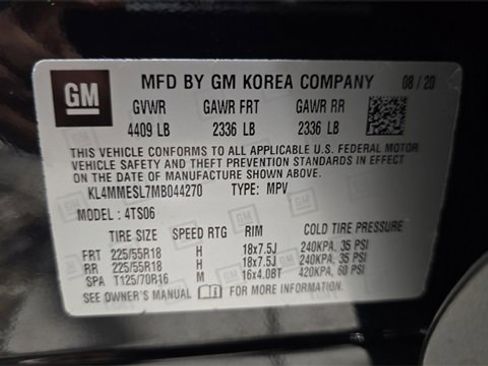 GM MFD BY GM KOREA COMPANY 08/20
GVWR GAWR FRT GAWR RR
4409 LB 2336 LB 2336 LB
THIS VEHICLE CONFORMS TO ALL APPLICABLE U.S. FEDERAL MOTOR
VEHICLE SAFETY AND THEFT PREVENTION STANDARDS IN EFFECT ON
THE DATE OF MANUFACTURE SHOWN ABOVE.
KL4MMESL7MB044270 TYPE: MPV
MODEL : 4TS06
TIRE SIZE SPEED RTG RIM COLD TIRE PRESSURE
FRT 225/55R18 H 18x7.5J 240KPA, 35 PSI
RR 225/55R18 H 18x7.5J 240KPA, 35 PSI
SPA T125/70R16 M 16x4.0BT 420KPA, 60 PSI
SEE OWNER'S MANUAL FOR MORE INFORMATION.